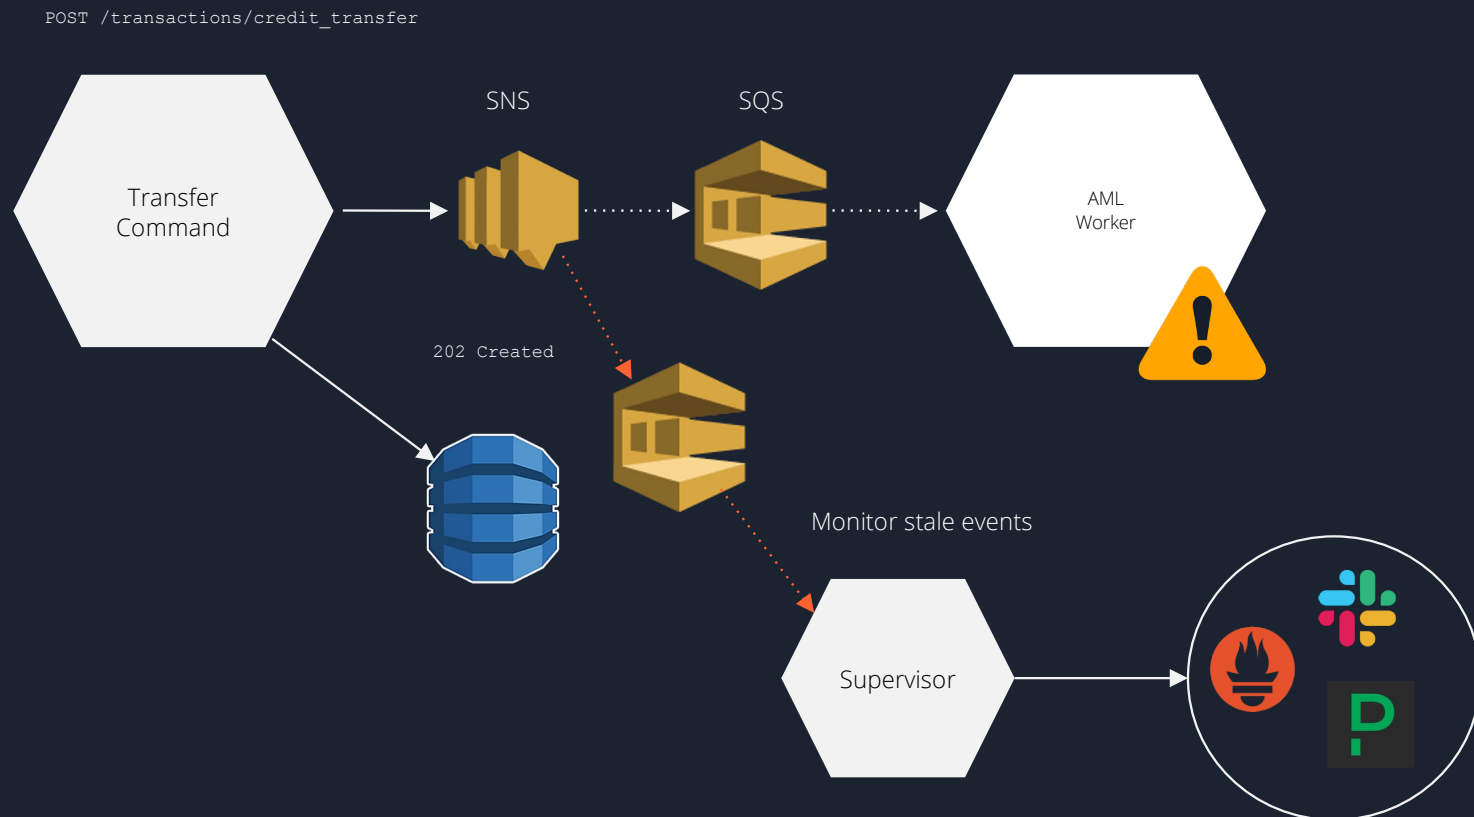 POST /transactions/credit_transfer
SNS
SQS
Transfer
Command
AML
Worker
202 Created
Monitor stale events
Supervisor
P